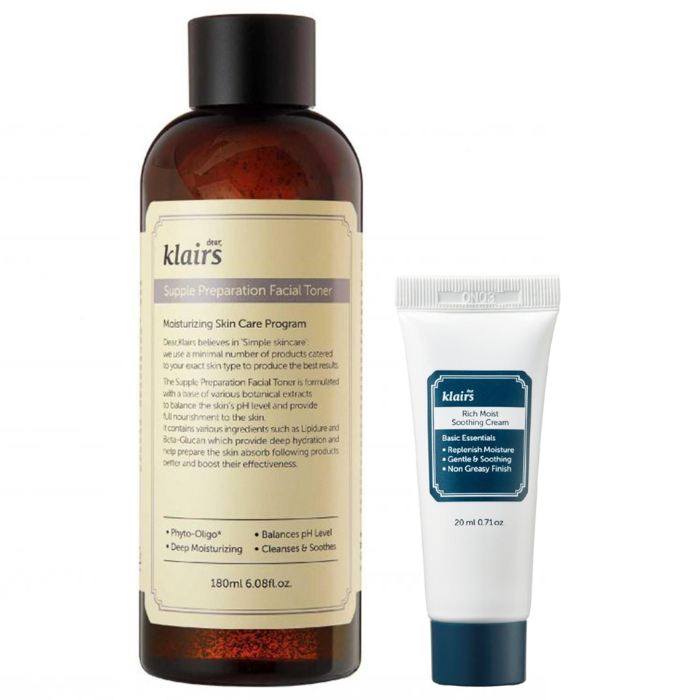 dear,
klairs
Supple Preparation Facial Toner
Moisturizing Skin Care Program
Dear,Klairs believes in "Simple skincare":
we use a minimal number of products catered
to your exact skin type to produce the best results.
The Supple Preparation Facial Toner is formulated
with a base of various botanical extracts
to balance the skin's pH level and provide
full nourishment to the skin.
It contains various ingredients such as Lipidure and
Beta-Glucan which provide deep hydration and
help prepare the skin absorb following products
better and boost their effectiveness.
• Phyto-Oligo* • Balances pH Level
• Deep Moisturizing • Cleanses & Soothes
180ml 6.08fl.oz.
dear,
klairs
Rich Moist
Soothing Cream
Basic Essentials
• Replenish Moisture
• Gentle & Soothing
• Non Greasy Finish
20 ml 0.71oz